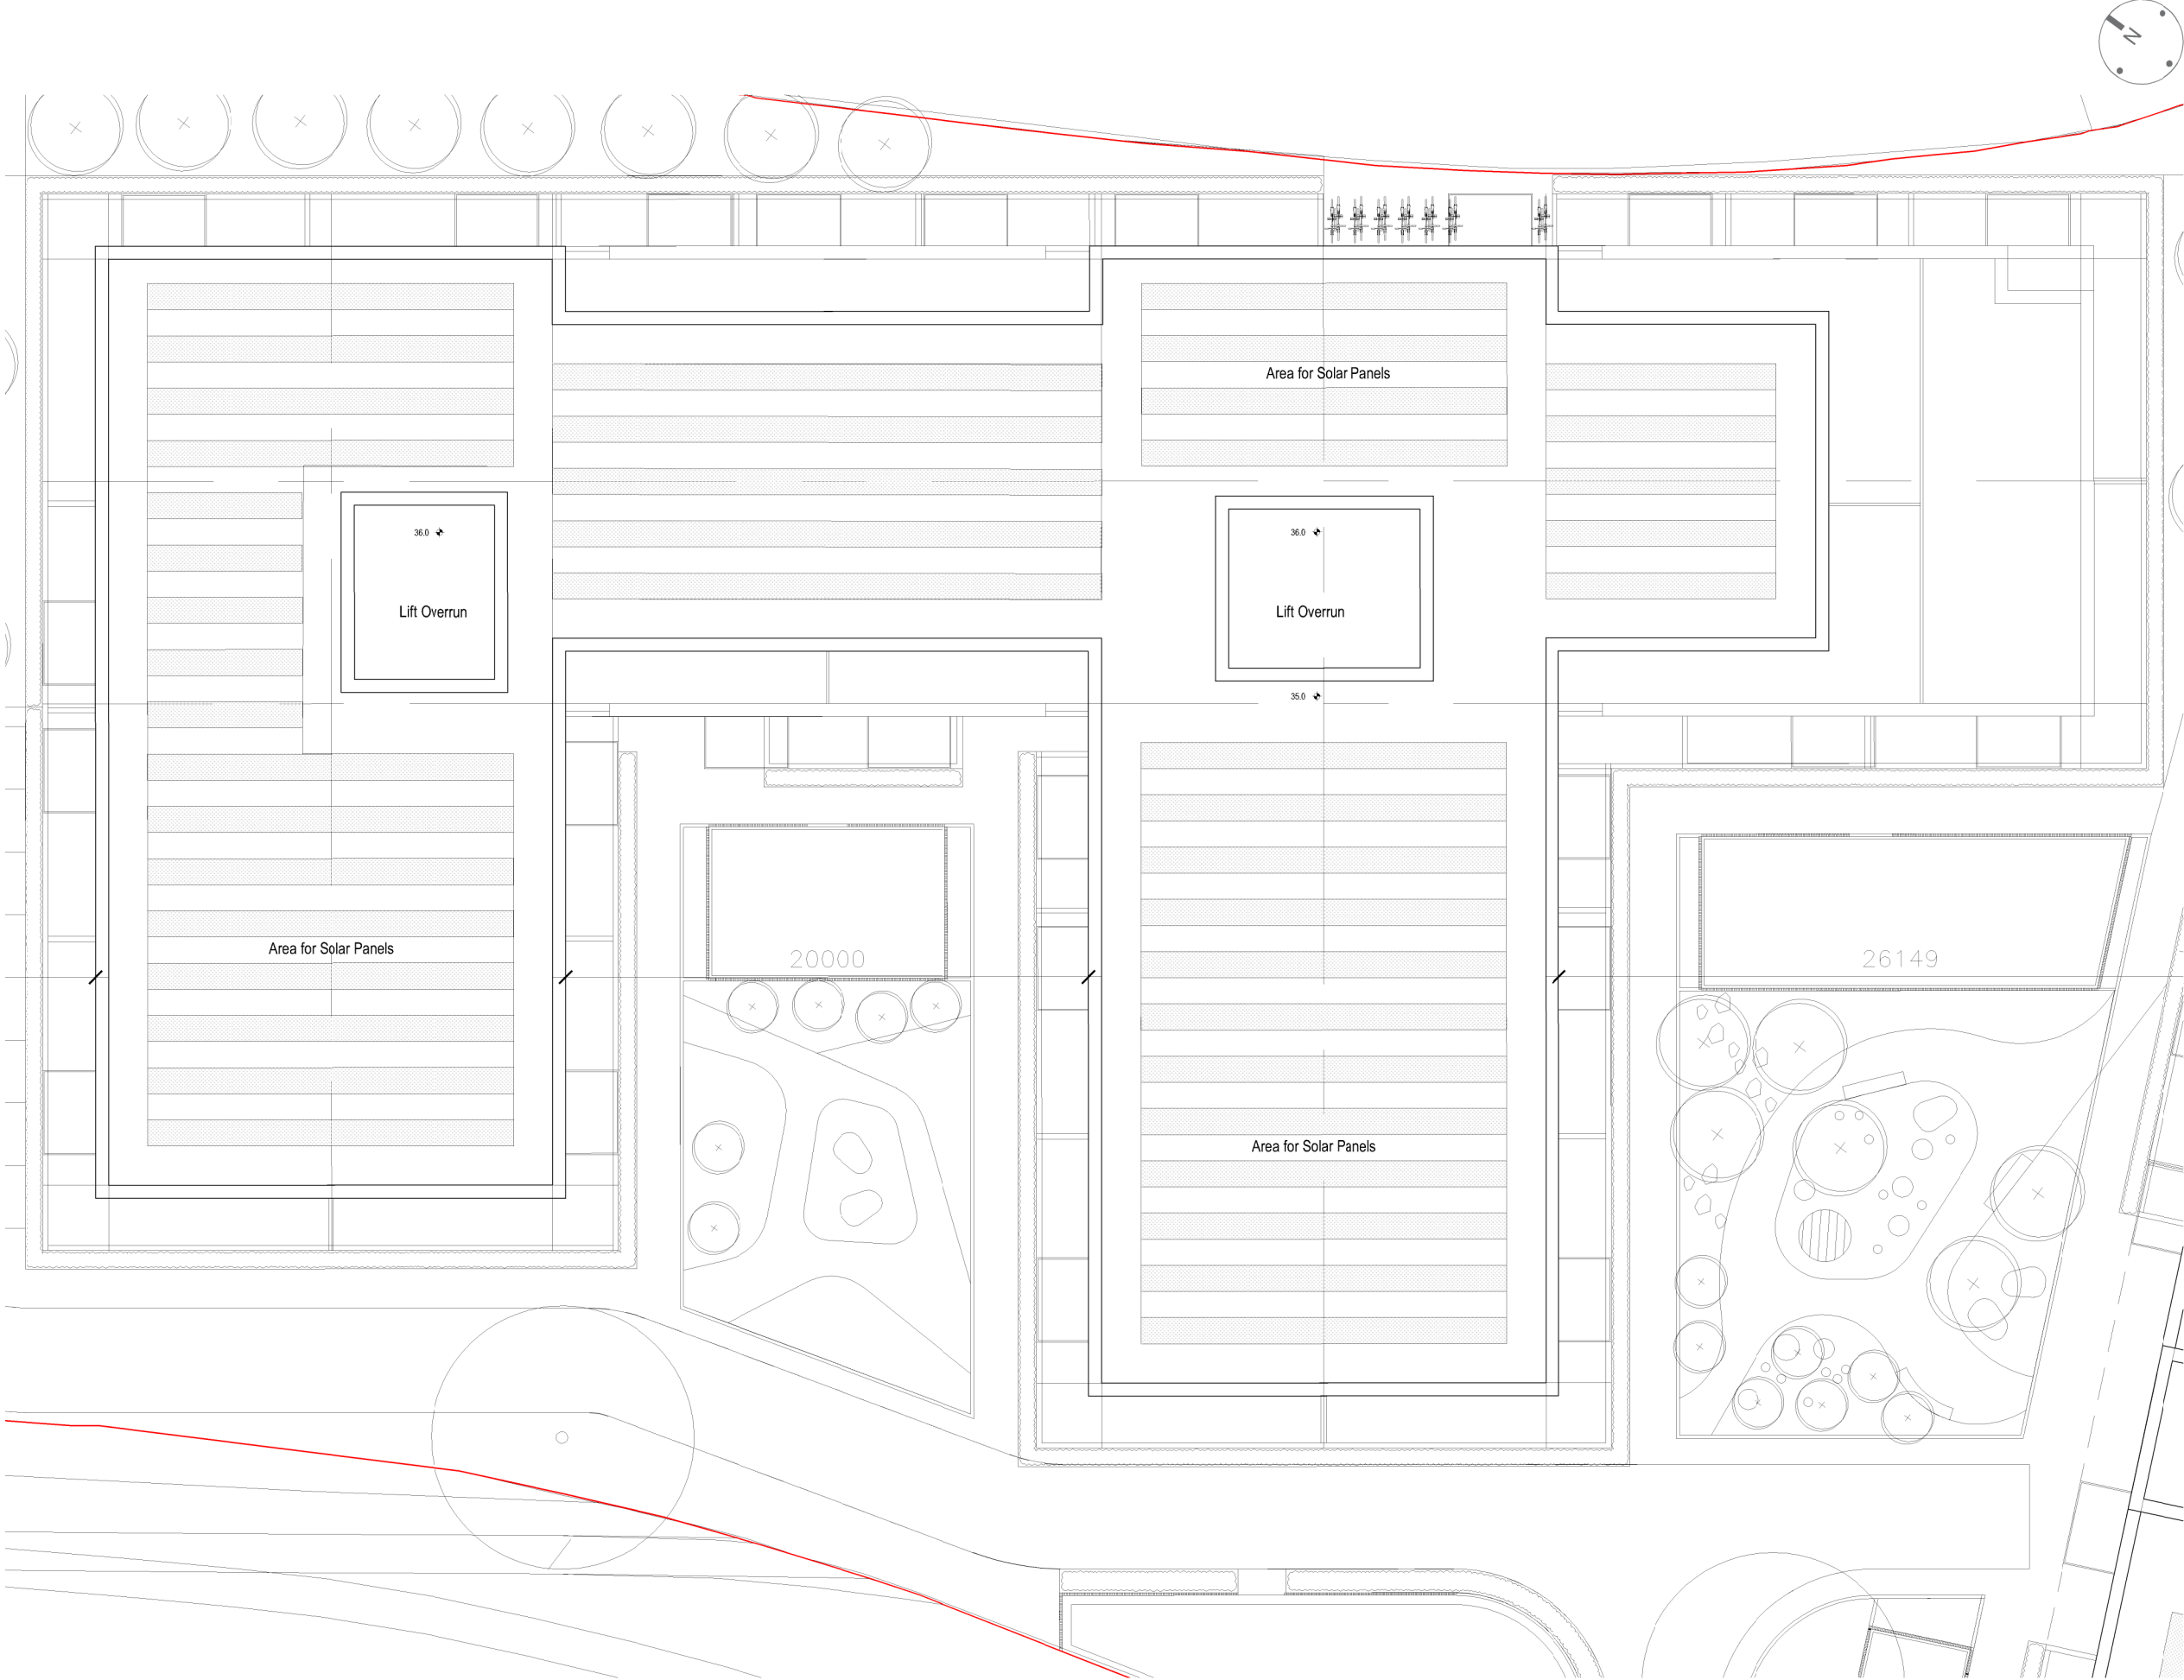 N
Area for Solar Panels
36.0
36.0
Lift Overrun
Lift Overrun
35.0
Area for Solar Panels
20000
26149
Area for Solar Panels